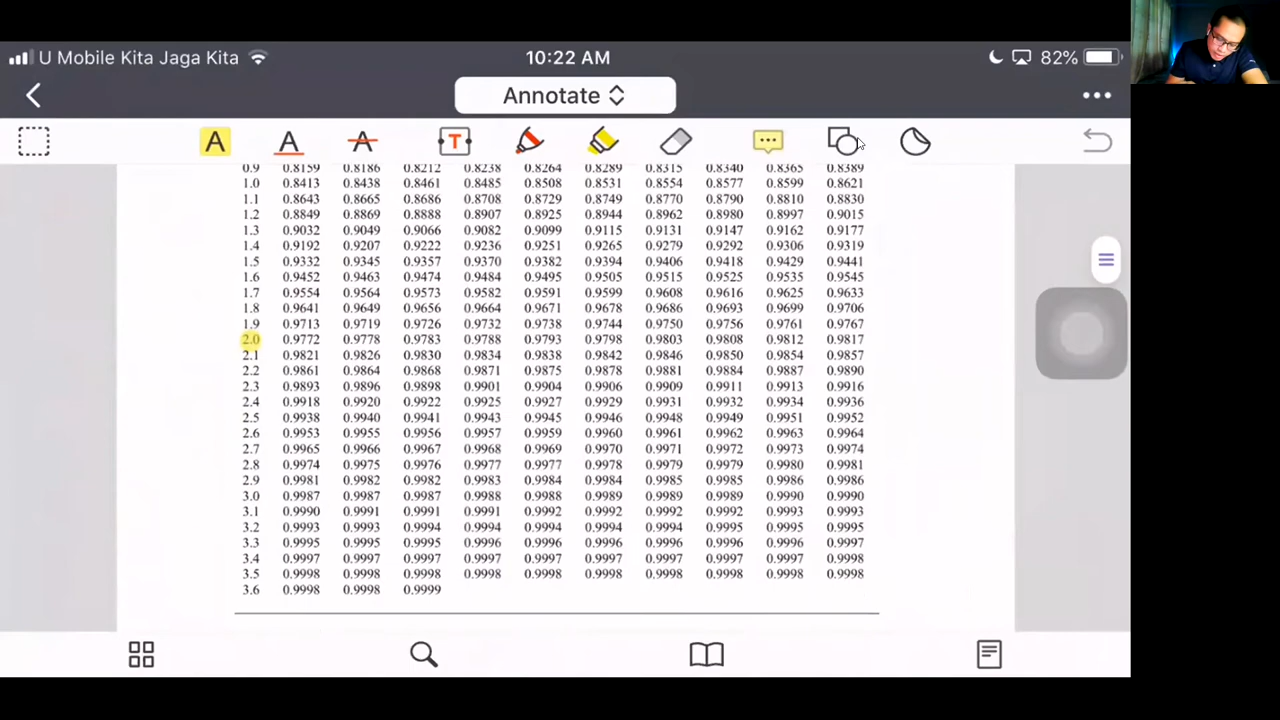 U Mobile Kita Jaga Kita 10:22 AM 82%
Annotate
A A A T
0.9 0.8159 0.8186 0.8212 0.8238 0.8264 0.8289 0.8315 0.8340 0.8365 0.8389
1.0 0.8413 0.8438 0.8461 0.8485 0.8508 0.8531 0.8554 0.8577 0.8599 0.8621
1.1 0.8643 0.8665 0.8686 0.8708 0.8729 0.8749 0.8770 0.8790 0.8810 0.8830
1.2 0.8849 0.8869 0.8888 0.8907 0.8925 0.8944 0.8962 0.8980 0.8997 0.9015
1.3 0.9032 0.9049 0.9066 0.9082 0.9099 0.9115 0.9131 0.9147 0.9162 0.9177
1.4 0.9192 0.9207 0.9222 0.9236 0.9251 0.9265 0.9279 0.9292 0.9306 0.9319
1.5 0.9332 0.9345 0.9357 0.9370 0.9382 0.9394 0.9406 0.9418 0.9429 0.9441
1.6 0.9452 0.9463 0.9474 0.9484 0.9495 0.9505 0.9515 0.9525 0.9535 0.9545
1.7 0.9554 0.9564 0.9573 0.9582 0.9591 0.9599 0.9608 0.9616 0.9625 0.9633
1.8 0.9641 0.9649 0.9656 0.9664 0.9671 0.9678 0.9686 0.9693 0.9699 0.9706
1.9 0.9713 0.9719 0.9726 0.9732 0.9738 0.9744 0.9750 0.9756 0.9761 0.9767
2.0 0.9772 0.9778 0.9783 0.9788 0.9793 0.9798 0.9803 0.9808 0.9812 0.9817
2.1 0.9821 0.9826 0.9830 0.9834 0.9838 0.9842 0.9846 0.9850 0.9854 0.9857
2.2 0.9861 0.9864 0.9868 0.9871 0.9875 0.9878 0.9881 0.9884 0.9887 0.9890
2.3 0.9893 0.9896 0.9898 0.9901 0.9904 0.9906 0.9909 0.9911 0.9913 0.9916
2.4 0.9918 0.9920 0.9922 0.9925 0.9927 0.9929 0.9931 0.9932 0.9934 0.9936
2.5 0.9938 0.9940 0.9941 0.9943 0.9945 0.9946 0.9948 0.9949 0.9951 0.9952
2.6 0.9953 0.9955 0.9956 0.9957 0.9959 0.9960 0.9961 0.9962 0.9963 0.9964
2.7 0.9965 0.9966 0.9967 0.9968 0.9969 0.9970 0.9971 0.9972 0.9973 0.9974
2.8 0.9974 0.9975 0.9976 0.9977 0.9977 0.9978 0.9979 0.9979 0.9980 0.9981
2.9 0.9981 0.9982 0.9982 0.9983 0.9984 0.9984 0.9985 0.9985 0.9986 0.9986
3.0 0.9987 0.9987 0.9987 0.9988 0.9988 0.9989 0.9989 0.9989 0.9990 0.9990
3.1 0.9990 0.9991 0.9991 0.9991 0.9992 0.9992 0.9992 0.9992 0.9993 0.9993
3.2 0.9993 0.9993 0.9994 0.9994 0.9994 0.9994 0.9994 0.9995 0.9995 0.9995
3.3 0.9995 0.9995 0.9995 0.9996 0.9996 0.9996 0.9996 0.9996 0.9996 0.9997
3.4 0.9997 0.9997 0.9997 0.9997 0.9997 0.9997 0.9997 0.9997 0.9997 0.9998
3.5 0.9998 0.9998 0.9998 0.9998 0.9998 0.9998 0.9998 0.9998 0.9998 0.9998
3.6 0.9998 0.9998 0.9999